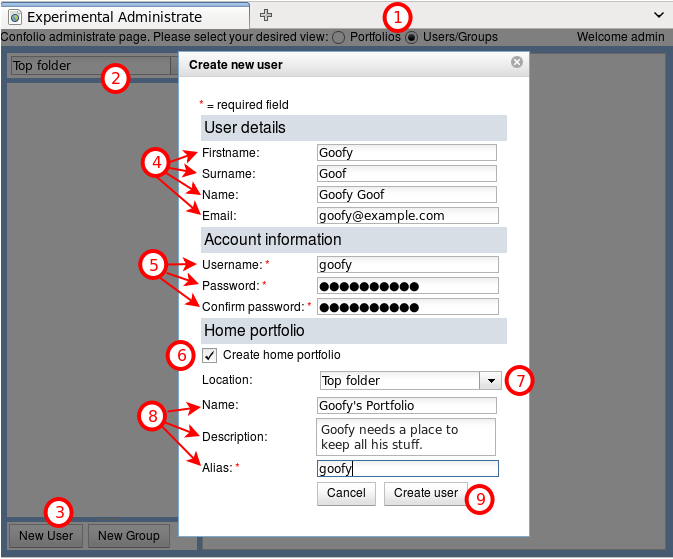 Experimental Administrate
1
Confolio administrate page. Please select your desired view: Portfolios Users/Groups Welcome admin
Top folder
2
Create new user
* = required field
User details
4
Firstname: Goofy
Surname: Goof
Name: Goofy Goof
Email: goofy@example.com
Account information
5
Username: * goofy
Password: * ●●●●●●●●●●
Confirm password: * ●●●●●●●●●●
Home portfolio
6
Create home portfolio
Location: Top folder
7
8
Name: Goofy's Portfolio
Description: Goofy needs a place to
keep all his stuff.
Alias: * goofy
Cancel Create user
9
3
New User New Group